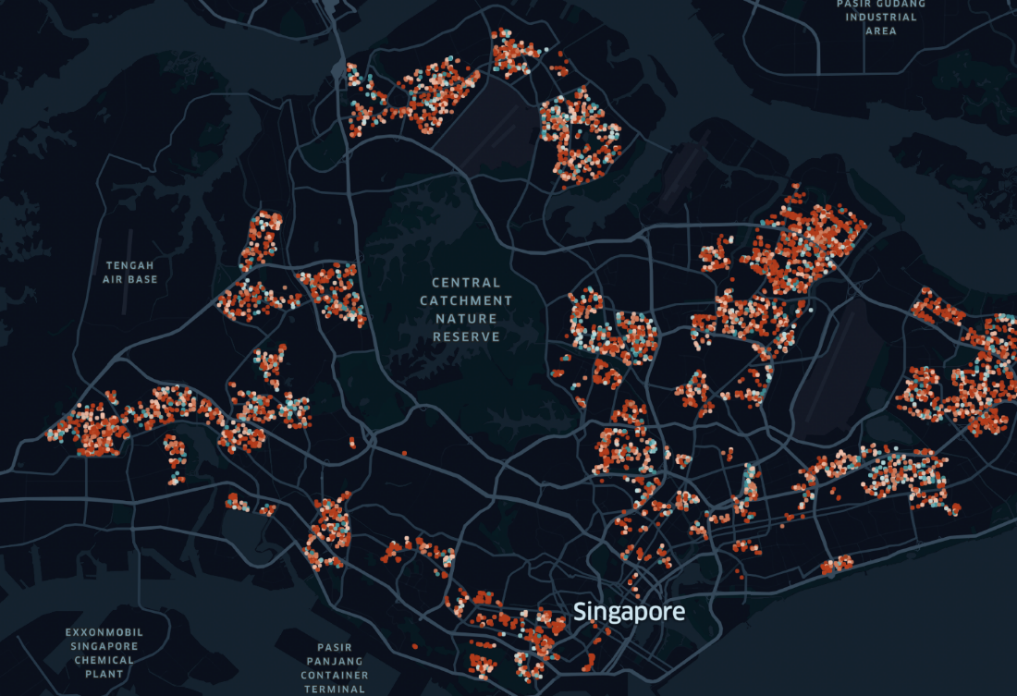 PASIR GUDANG
INDUSTRIAL
AREA
TENGAH
AIR BASE
CENTRAL
CATCHMENT
NATURE
RESERVE
Singapore
EXXONMOBIL
SINGAPORE
CHEMICAL
PLANT
PASIR
PANJANG
CONTAINER
TERMINAL